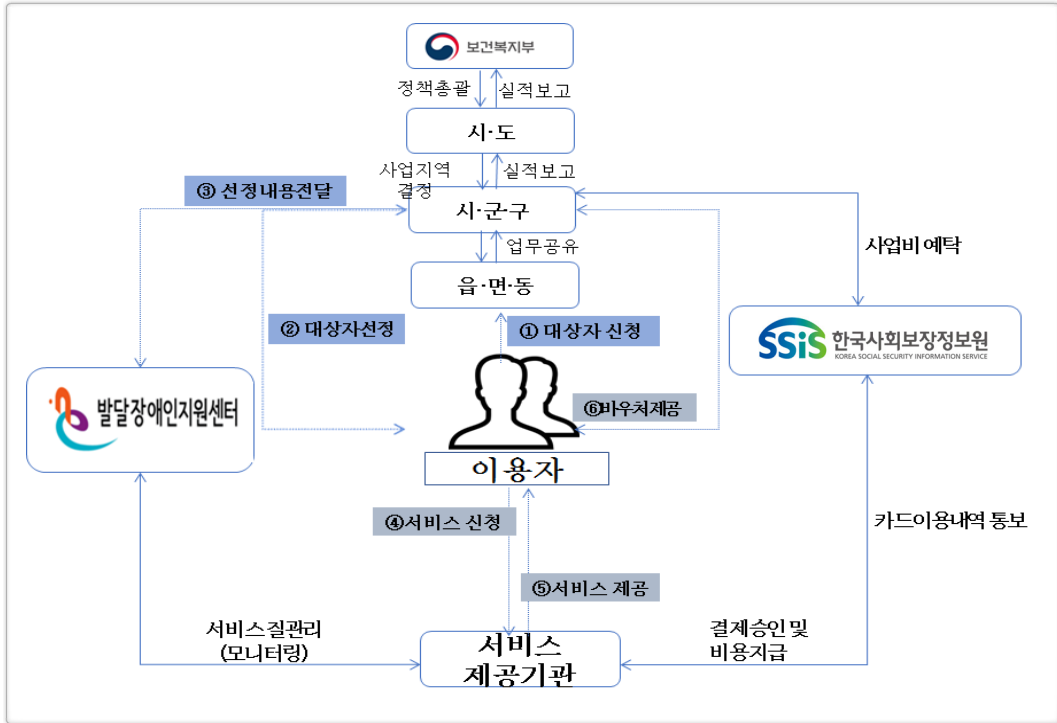 보건복지부
정책총괄
실적보고
시·도
사업지역
결정
실적보고
③ 선정내용전달
시·군·구
업무공유
사업비 예탁
읍·면·동
② 대상자선정
① 대상자 신청
SSiS 한국사회보장정보원
KOREA SOCIAL SECURITY INFORMATION SERVICE
발달장애인지원센터
⑥바우처제공
이용자
④서비스 신청
카드이용내역 통보
⑤서비스 제공
서비스질관리
(모니터링)
서비스
제공기관
결제승인 및
비용지급